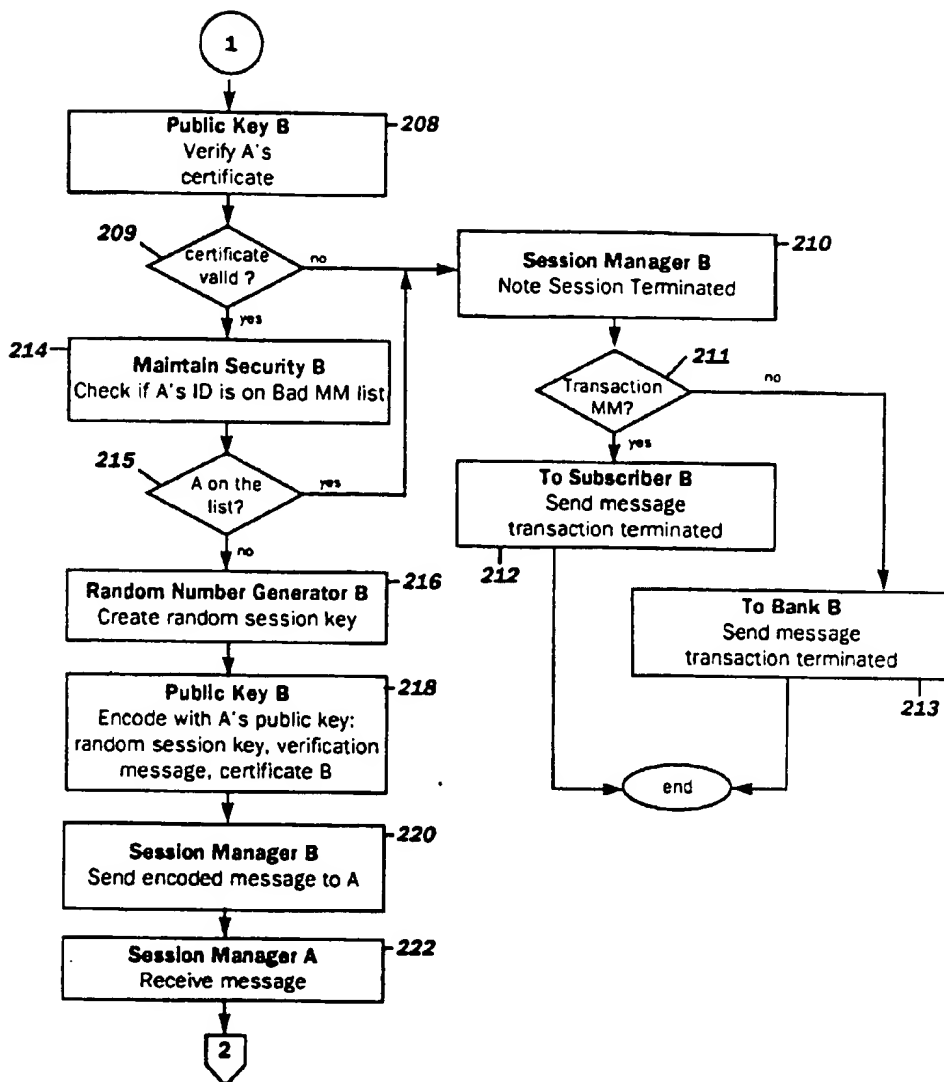 1
Public Key B
Verify A's
certificate
208
209
certificate
valid ?
no
yes
Session Manager B
Note Session Terminated
210
214
Maintain Security B
Check if A's ID is on Bad MM list
211
Transaction
MM?
no
yes
215
A on the
list?
yes
no
To Subscriber B
Send message
transaction terminated
212
Random Number Generator B
Create random session key
216
To Bank B
Send message
transaction terminated
213
Public Key B
Encode with A's public key:
random session key, verification
message, certificate B
218
end
Session Manager B
Send encoded message to A
220
Session Manager A
Receive message
222
2